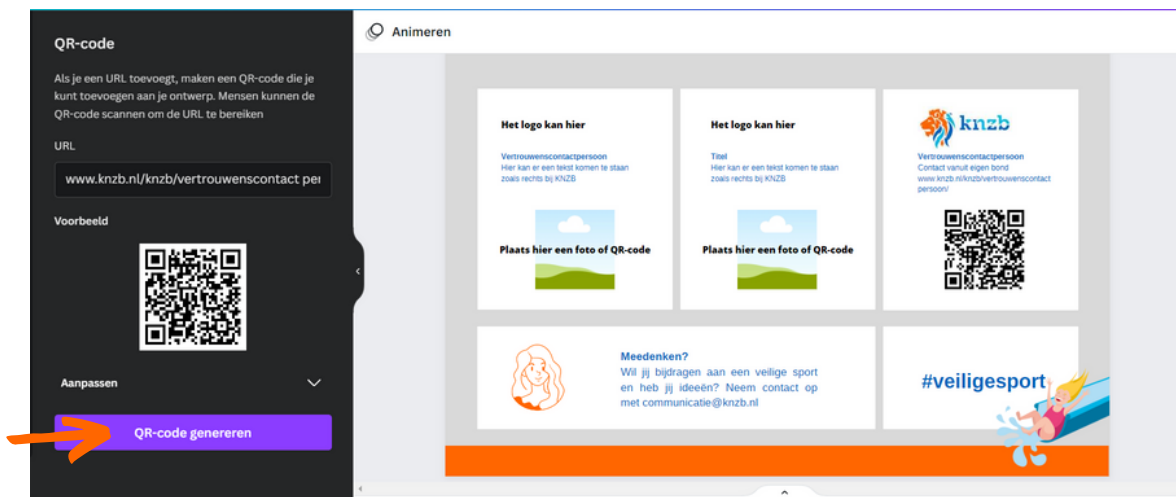 QR-code
Als je een URL toevoegt, maken een QR-code die je
kunt toevoegen aan je ontwerp. Mensen kunnen de
QR-code scannen om de URL te bereiken
URL
www.knzb.nl/knzb/vertrouwenscontact per
Voorbeeld
Aanpassen
QR-code genereren
Animeren
Het logo kan hier
Vertrouwenscontactpersoon
Hier kan er een tekst komen te staan
zoals rechts bij KNZB
Plaats hier een foto of QR-code
Het logo kan hier
Titel
Hier kan er een tekst komen te staan
zoals rechts bij KNZB
Plaats hier een foto of QR-code
knzb
Vertrouwenscontactpersoon
Contact vanuit eigen bond
www.knzb.nl/knzb/vertrouwenscontact
persoon/
Meedenken?
Wil jij bijdragen aan een veilige sport
en heb jij ideeën? Neem contact op
met communicatie@knzb.nl
#veiligesport